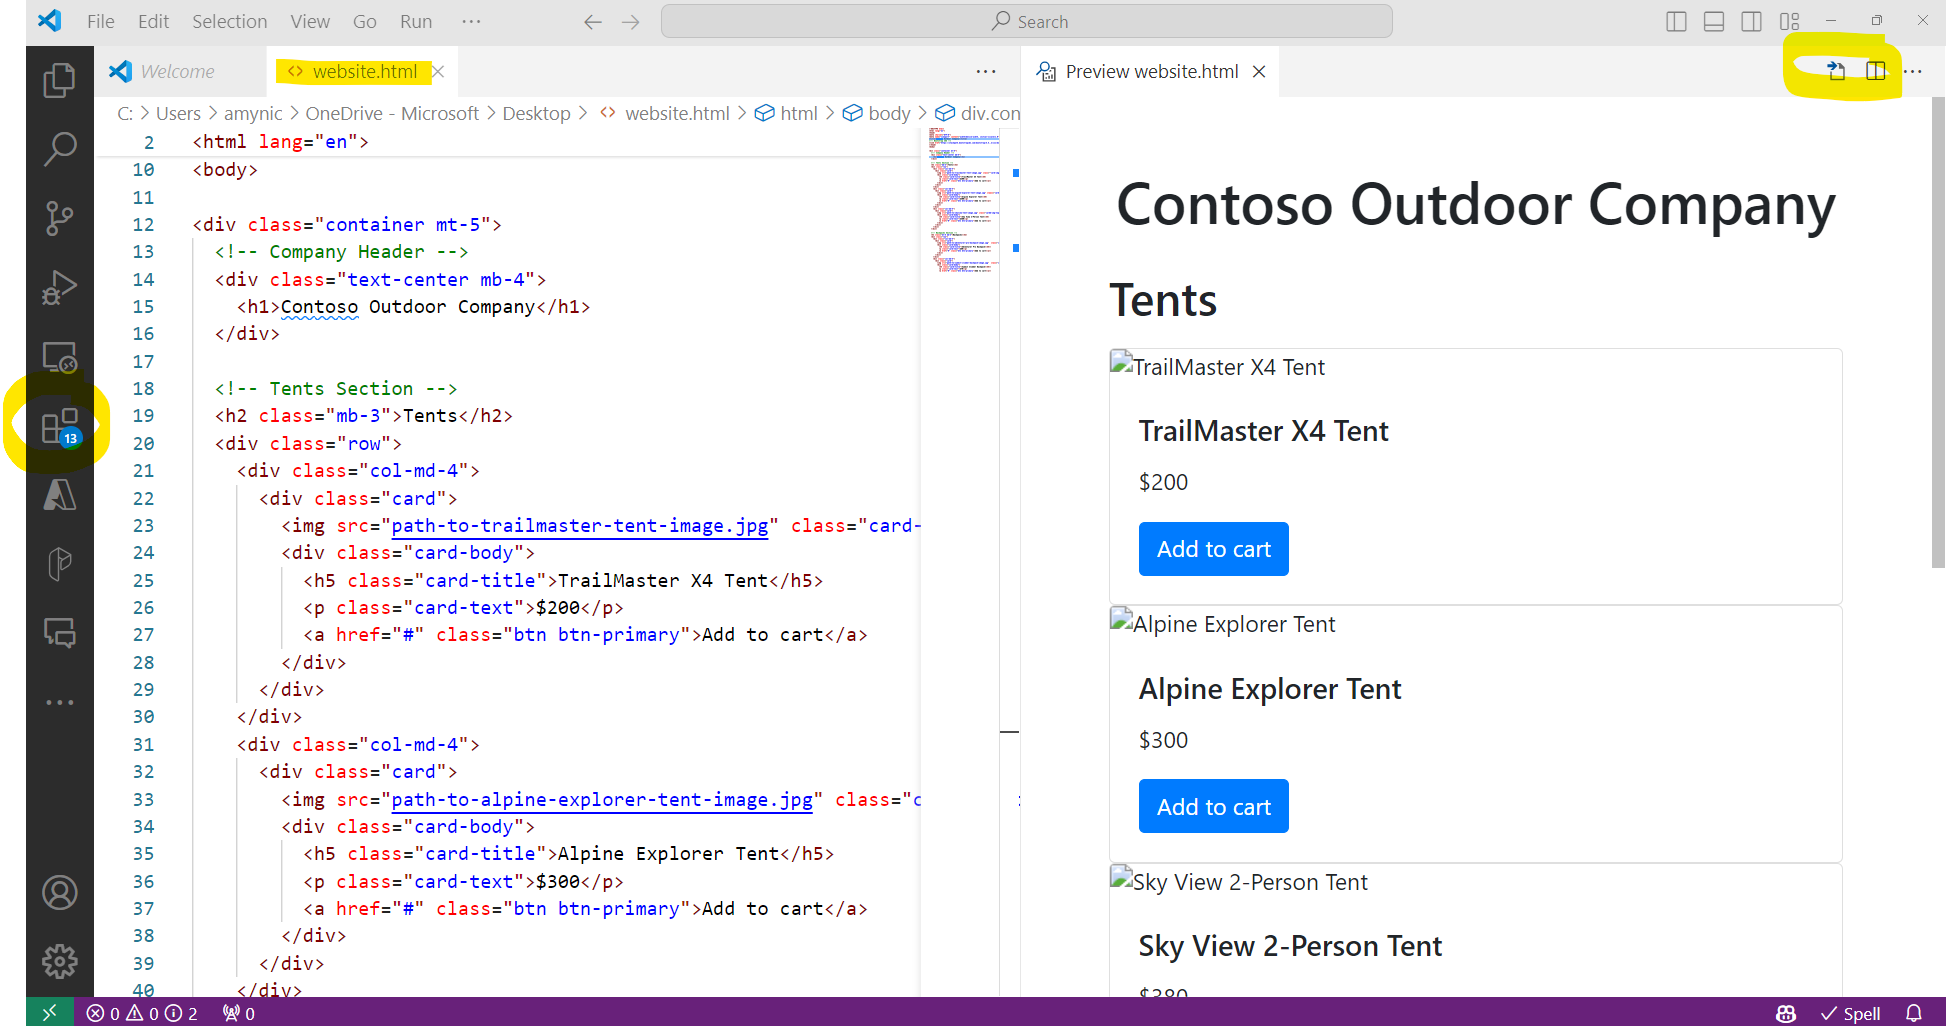 File Edit Selection View Go Run ···
Search
Welcome
website.html
Preview website.html
C: > Users > amynic > OneDrive - Microsoft > Desktop > website.html > html > body > div.con
2 <html lang="en">
10 <body>
11
12 <div class="container mt-5">
13 <!-- Company Header -->
14 <div class="text-center mb-4">
15 <h1>Contoso Outdoor Company</h1>
16 </div>
17
18 <!-- Tents Section -->
19 <h2 class="mb-3">Tents</h2>
20 <div class="row">
21 <div class="col-md-4">
22 <div class="card">
23 <img src="path-to-trailmaster-tent-image.jpg" class="card-
24 <div class="card-body">
25 <h5 class="card-title">TrailMaster X4 Tent</h5>
26 <p class="card-text">$200</p>
27 <a href="#" class="btn btn-primary">Add to cart</a>
28 </div>
29 </div>
30 </div>
31 <div class="col-md-4">
32 <div class="card">
33 <img src="path-to-alpine-explorer-tent-image.jpg" class="c
34 <div class="card-body">
35 <h5 class="card-title">Alpine Explorer Tent</h5>
36 <p class="card-text">$300</p>
37 <a href="#" class="btn btn-primary">Add to cart</a>
38 </div>
39 </div>
40 </div>
13
Contoso Outdoor Company
Tents
TrailMaster X4 Tent
TrailMaster X4 Tent
$200
Add to cart
Alpine Explorer Tent
Alpine Explorer Tent
$300
Add to cart
Sky View 2-Person Tent
Sky View 2-Person Tent
$380
0 0 2 0
Spell